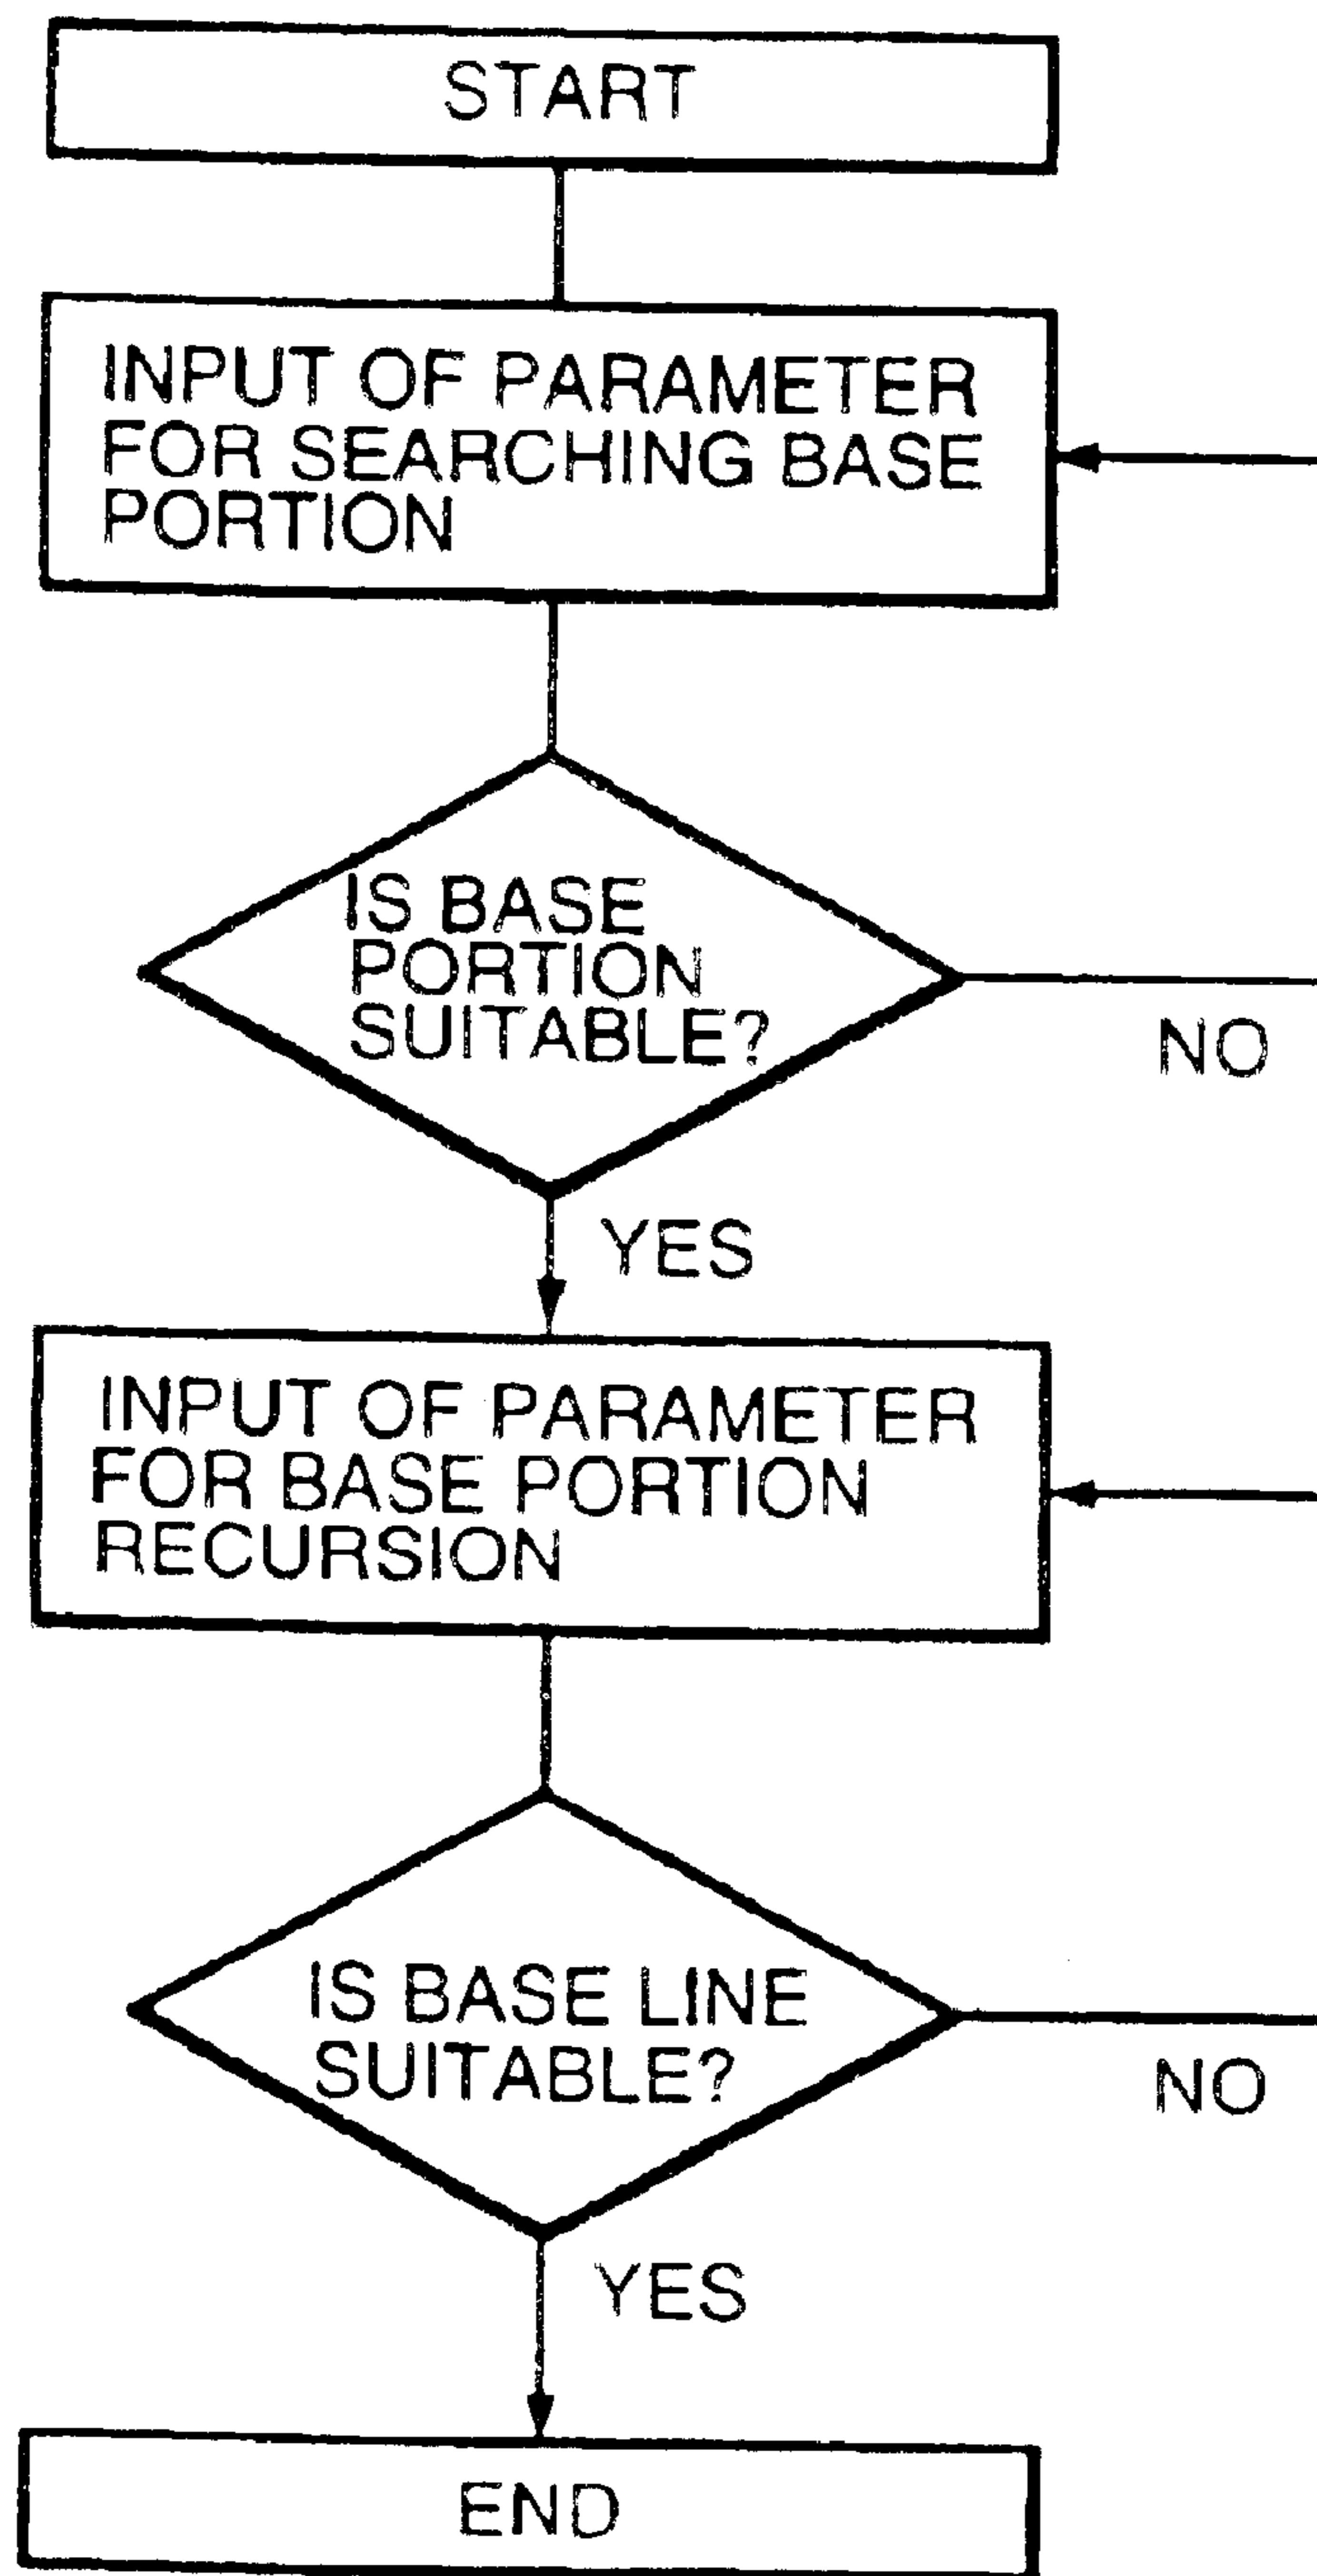 START
INPUT OF PARAMETER
FOR SEARCHING BASE
PORTION
IS BASE
PORTION
SUITABLE?
NO
YES
INPUT OF PARAMETER
FOR BASE PORTION
RECURSION
IS BASE LINE
SUITABLE?
NO
YES
END